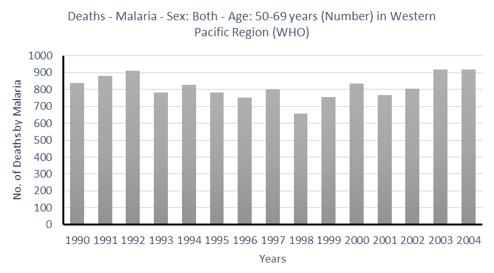 Deaths - Malaria - Sex: Both - Age: 50-69 years (Number) in Western
Pacific Region (WHO)
No. of Deaths by Malaria
1000
900
800
700
600
500
400
300
200
100
0
1990 1991 1992 1993 1994 1995 1996 1997 1998 1999 2000 2001 2002 2003 2004
Years